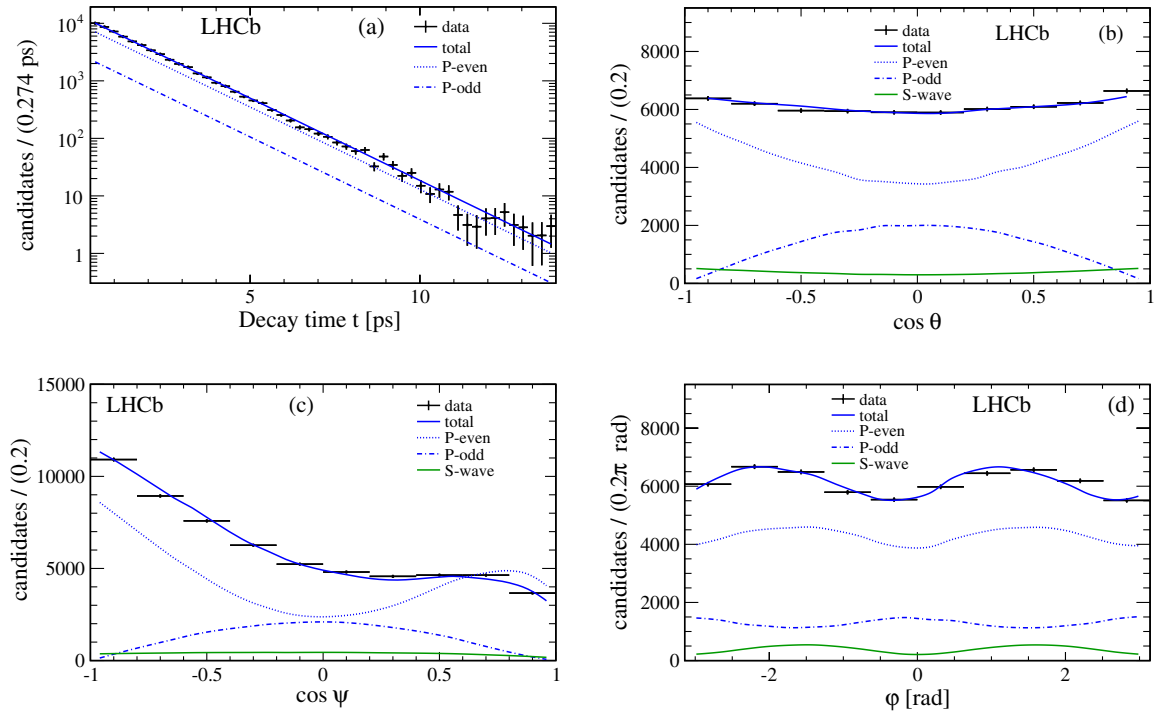 LHCb
(a)
data
total
P-even
P-odd
candidates / (0.274 ps)
10^4
10^3
10^2
10
1
5
10
Decay time t [ps]
LHCb
(b)
data
total
P-even
P-odd
S-wave
candidates / (0.2)
8000
6000
4000
2000
0
-1
-0.5
0
0.5
1
cos θ
LHCb
(c)
data
total
P-even
P-odd
S-wave
candidates / (0.2)
15000
10000
5000
0
-1
-0.5
0
0.5
1
cos ψ
LHCb
(d)
data
total
P-even
P-odd
S-wave
candidates / (0.2π rad)
8000
6000
4000
2000
0
-2
0
2
φ [rad]